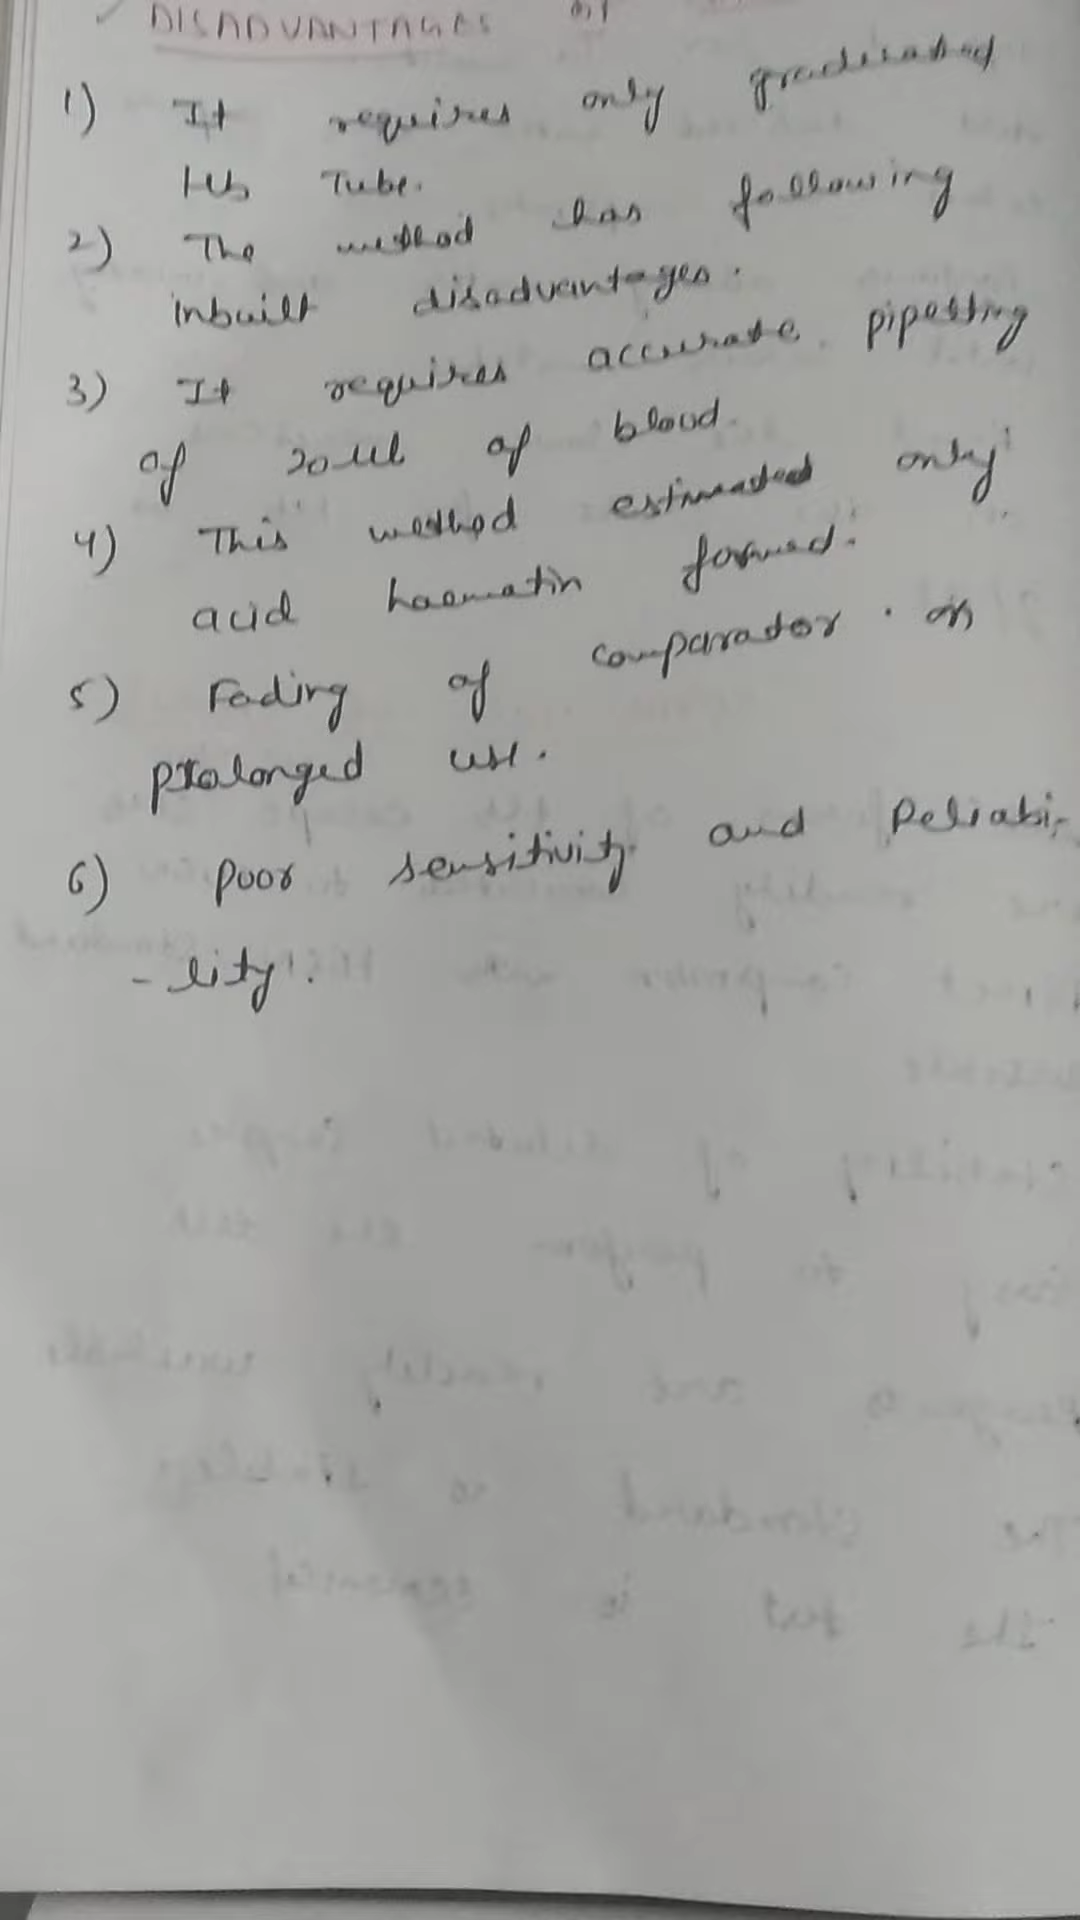 DISADVANTAGES of
1) It requires only graduated
Hb Tube.
2) The method has following
inbuilt disadvantages.
3) It requires accurate pipetting
of 20 ul of blood.
4) This method estimated only
acid haematin formed.
5) Fading of comparator. on
prolonged use.
6) poor sensitivity. and Reliabi-
- lity.